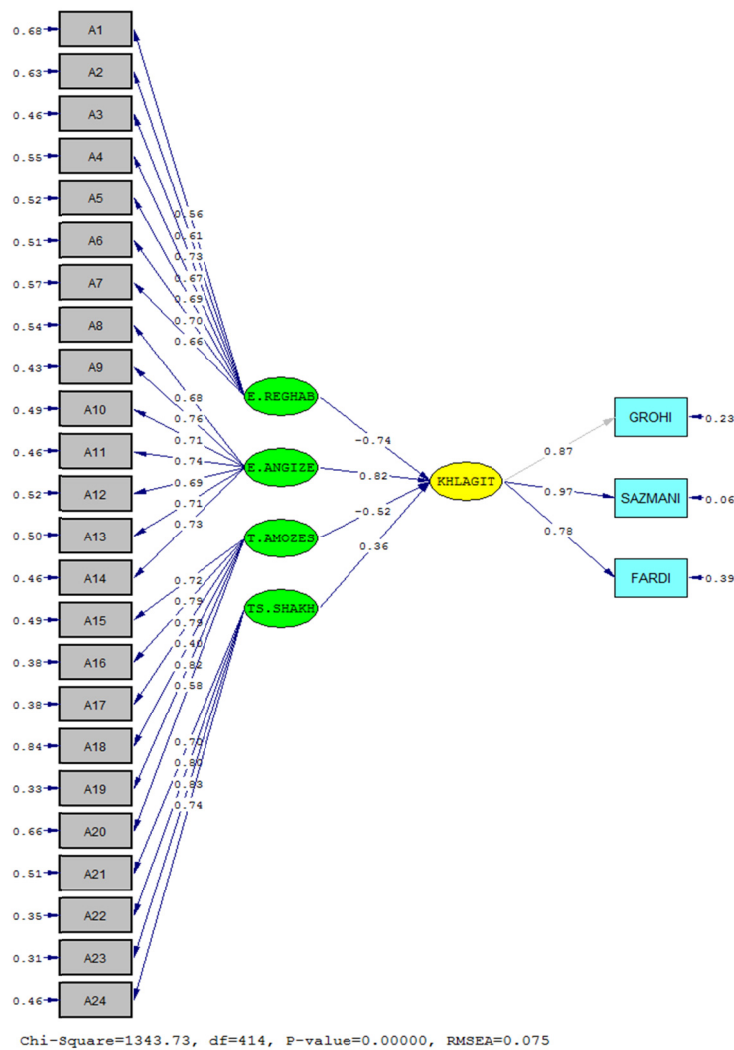 0.68 A1
0.63 A2
0.46 A3
0.55 A4
0.52 A5
0.51 A6
0.57 A7
0.54 A8
0.43 A9
0.49 A10
0.46 A11
0.52 A12
0.50 A13
0.46 A14
0.49 A15
0.38 A16
0.38 A17
0.84 A18
0.33 A19
0.66 A20
0.51 A21
0.35 A22
0.31 A23
0.46 A24
0.56
0.61
0.73
0.67
0.69
0.70
0.66
0.68
0.76
0.71
0.74
0.69
0.71
0.73
0.72
0.79
0.79
0.40
0.82
0.58
0.70
0.80
0.83
0.74
E.REGHAB
E.ANGIZE
T.AMOZES
TS.SHAKH
-0.74
0.82
-0.52
0.36
KHLAGIT
0.87
0.97
0.78
GROHI 0.23
SAZMANI 0.06
FARDI 0.39
Chi-Square=1343.73, df=414, P-value=0.00000, RMSEA=0.075